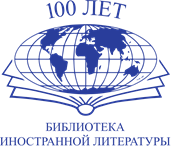 100 ЛЕТ
БИБЛИОТЕКА
ИНОСТРАННОЙ ЛИТЕРАТУРЫ